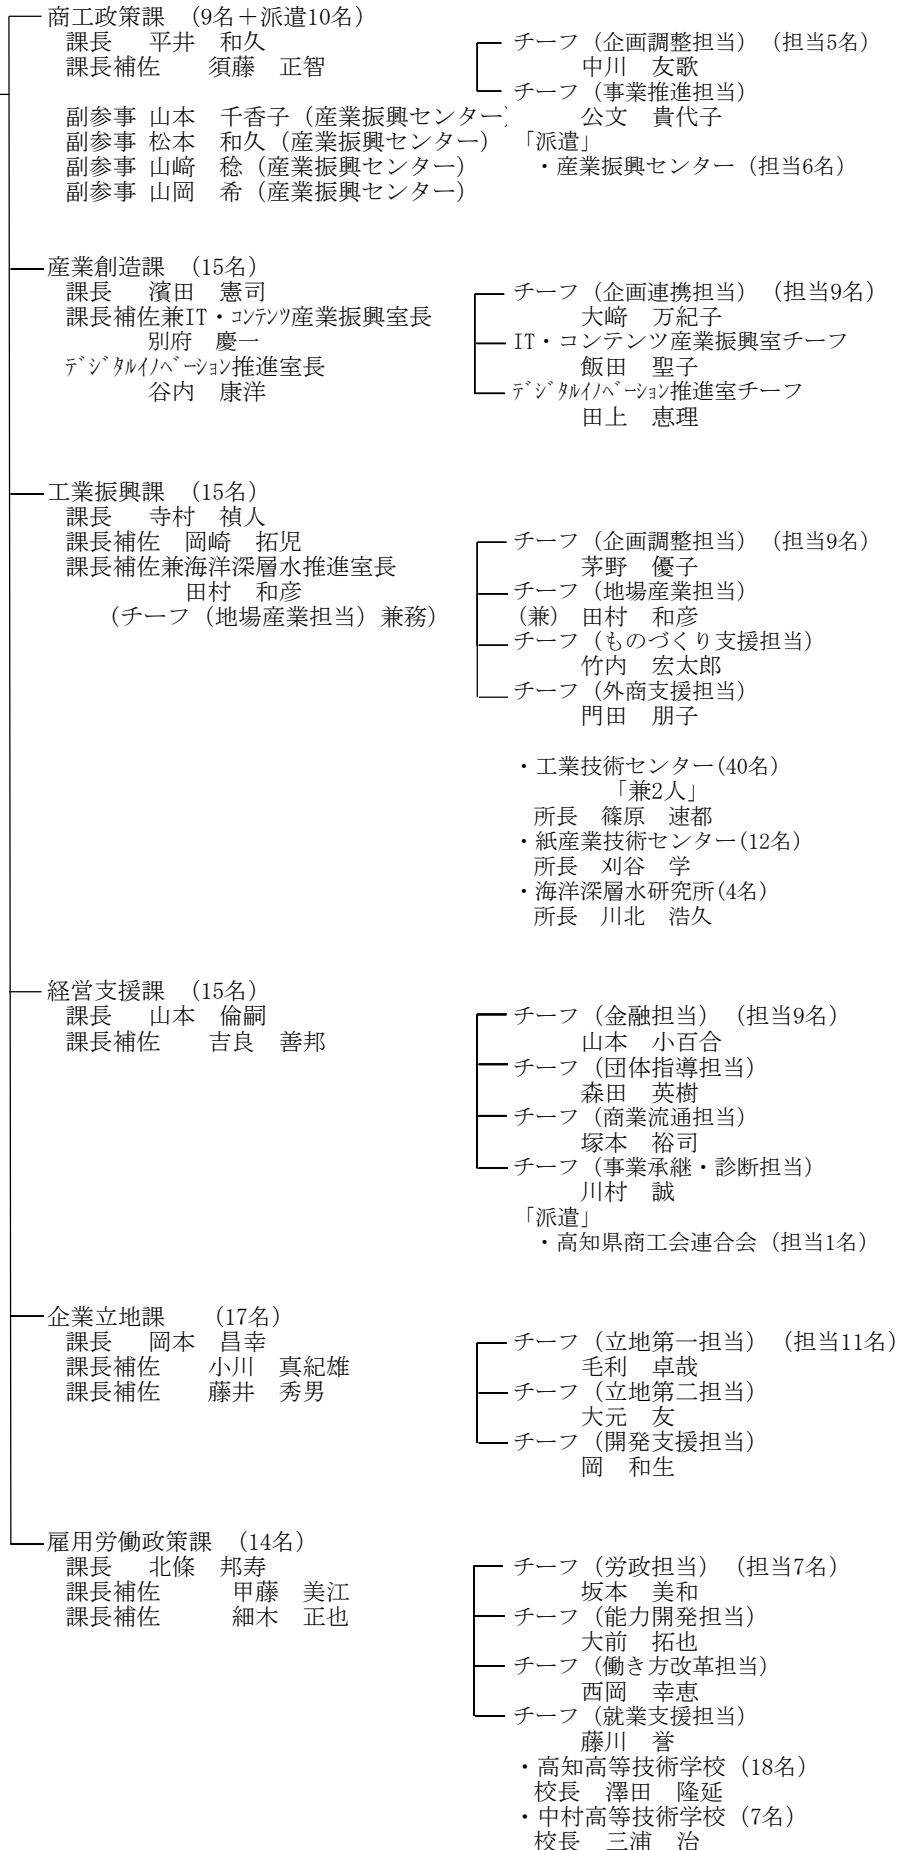 商工政策課　（9名＋派遣10名）
課長　平井　和久
課長補佐　須藤　正智
副参事 山本　千香子（産業振興センター）
副参事 松本　和久（産業振興センター）
副参事 山﨑　稔（産業振興センター）
副参事 山岡　希（産業振興センター）
チーフ（企画調整担当）（担当5名）
中川　友歌
チーフ（事業推進担当）
公文　貴代子
「派遣」
・産業振興センター（担当6名）
産業創造課　（15名）
課長　濱田　憲司
課長補佐兼IT・ｺﾝﾃﾝﾂ産業振興室長
別府　慶一
ﾃﾞｼﾞﾀﾙｲﾉﾍﾞｰｼｮﾝ推進室長
谷内　康洋
チーフ（企画連携担当）（担当9名）
大﨑　万紀子
IT・コンテンツ産業振興室チーフ
飯田　聖子
ﾃﾞｼﾞﾀﾙｲﾉﾍﾞｰｼｮﾝ推進室チーフ
田上　恵理
工業振興課　（15名）
課長　寺村　禎人
課長補佐　岡崎　拓児
課長補佐兼海洋深層水推進室長
田村　和彦
（チーフ（地場産業担当）兼務）
チーフ（企画調整担当）（担当9名）
茅野　優子
チーフ（地場産業担当）
（兼）田村　和彦
チーフ（ものづくり支援担当）
竹内　宏太郎
チーフ（外商支援担当）
門田　朋子
・工業技術センター(40名)
「兼2人」
所長　篠原　速都
・紙産業技術センター(12名)
所長　刈谷　学
・海洋深層水研究所(4名)
所長　川北　浩久
経営支援課　（15名）
課長　山本　倫嗣
課長補佐　吉良　善邦
チーフ（金融担当）（担当9名）
山本　小百合
チーフ（団体指導担当）
森田　英樹
チーフ（商業流通担当）
塚本　裕司
チーフ（事業承継・診断担当）
川村　誠
「派遣」
・高知県商工会連合会（担当1名）
企業立地課　（17名）
課長　岡本　昌幸
課長補佐　小川　真紀雄
課長補佐　藤井　秀男
チーフ（立地第一担当）（担当11名）
毛利　卓哉
チーフ（立地第二担当）
大元　友
チーフ（開発支援担当）
岡　和生
雇用労働政策課　（14名）
課長　北條　邦寿
課長補佐　甲藤　美江
課長補佐　細木　正也
チーフ（労政担当）（担当7名）
坂本　美和
チーフ（能力開発担当）
大前　拓也
チーフ（働き方改革担当）
西岡　幸恵
チーフ（就業支援担当）
藤川　誉
・高知高等技術学校（18名）
校長　澤田　隆延
・中村高等技術学校（7名）
校長　三浦　治